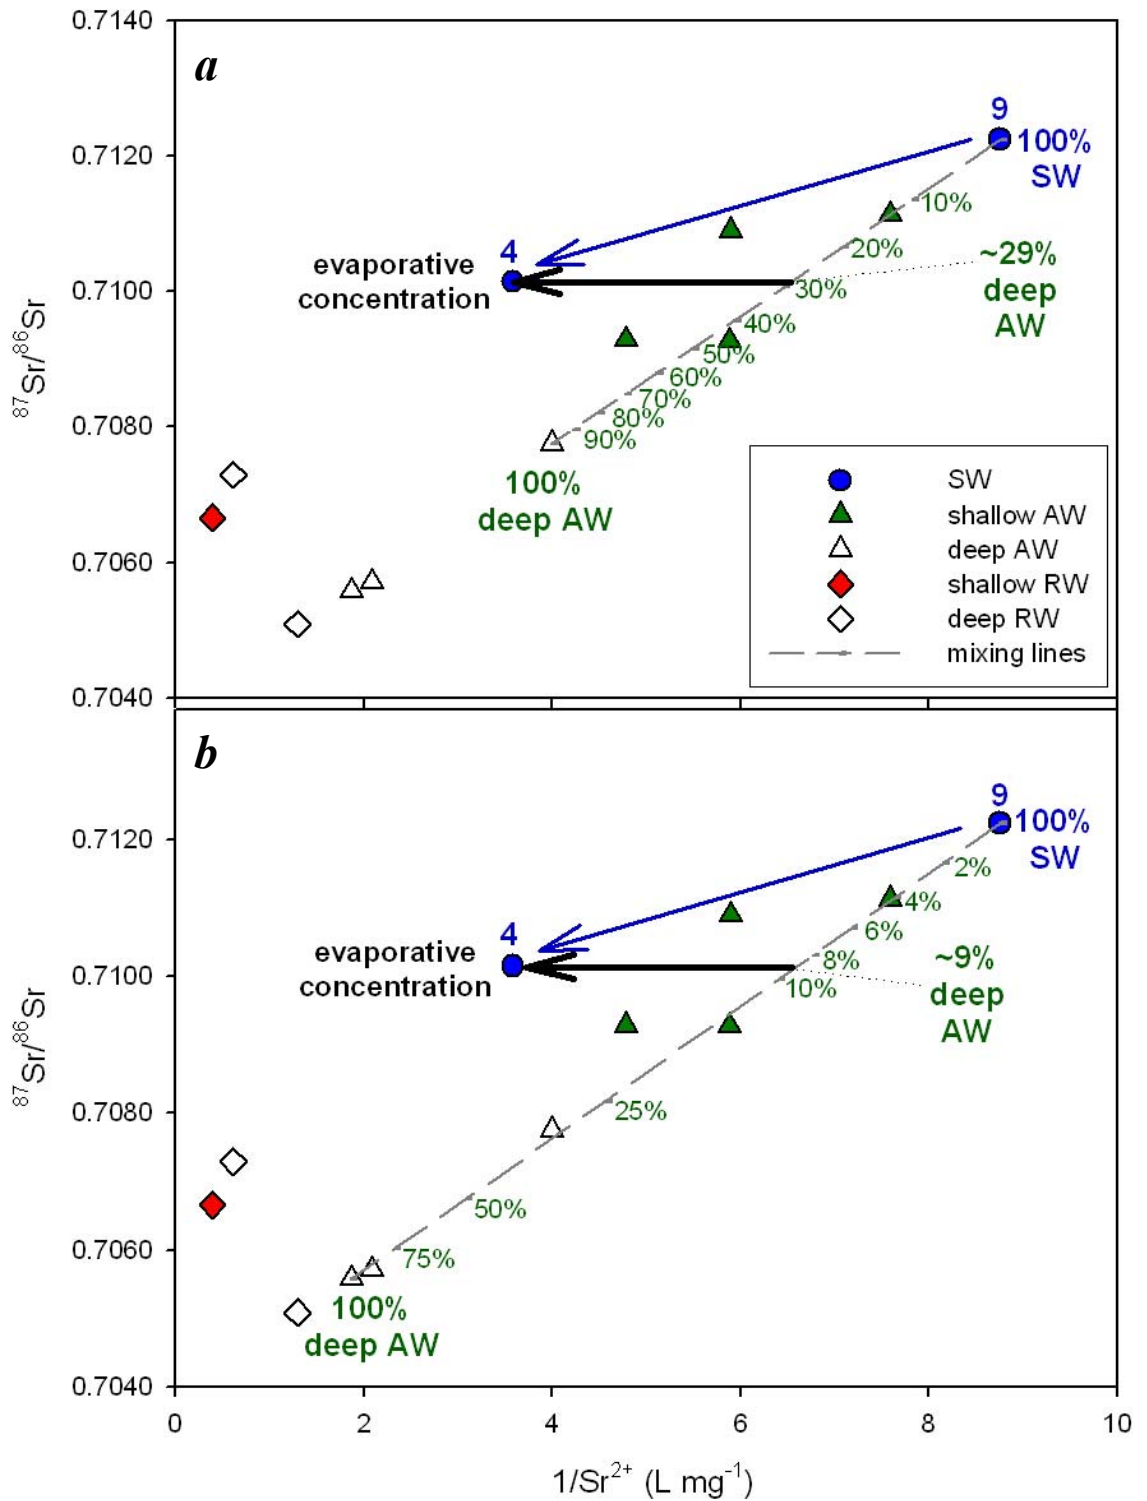 a
0.7140
0.7120
0.7100
0.7080
0.7060
0.7040
87Sr/86Sr
9
100%
SW
10%
20%
~29%
deep
AW
30%
40%
50%
60%
70%
80%
90%
4
evaporative
concentration
100%
deep AW
SW
shallow AW
deep AW
shallow RW
deep RW
mixing lines
b
0.7120
0.7100
0.7080
0.7060
0.7040
87Sr/86Sr
9
100%
SW
2%
4%
6%
8%
~9%
deep
AW
10%
25%
50%
75%
4
evaporative
concentration
100%
deep AW
0 2 4 6 8 10
1/Sr2+ (L mg-1)